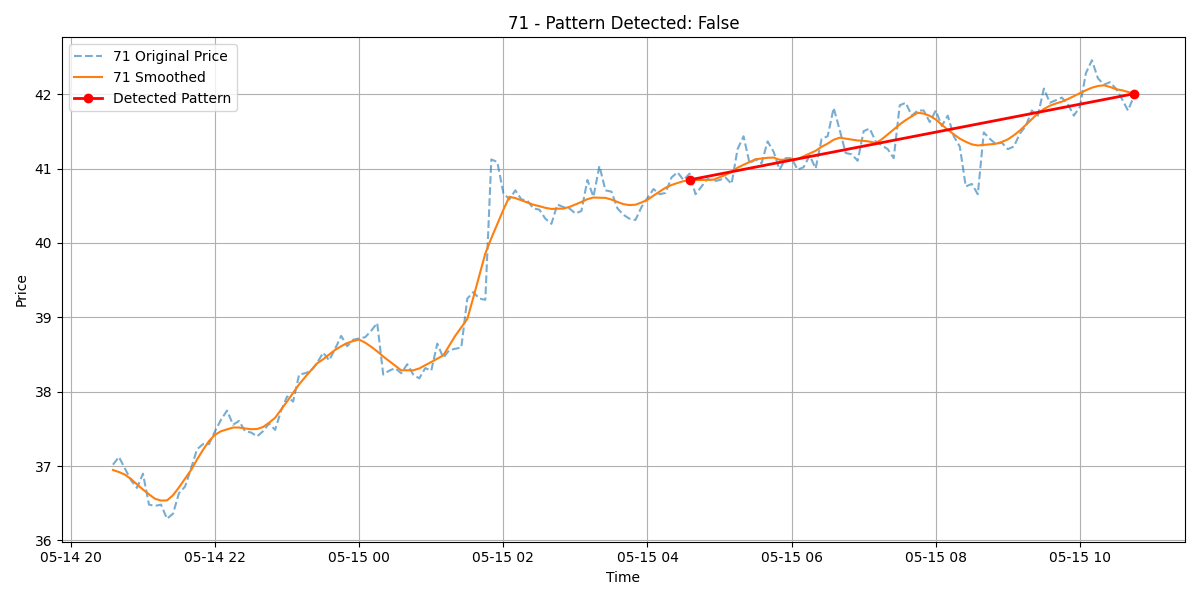 71 - Pattern Detected: False
71 Original Price
71 Smoothed
Detected Pattern
Price
42
41
40
39
38
37
36
05-14 20
05-14 22
05-15 00
05-15 02
05-15 04
05-15 06
05-15 08
05-15 10
Time